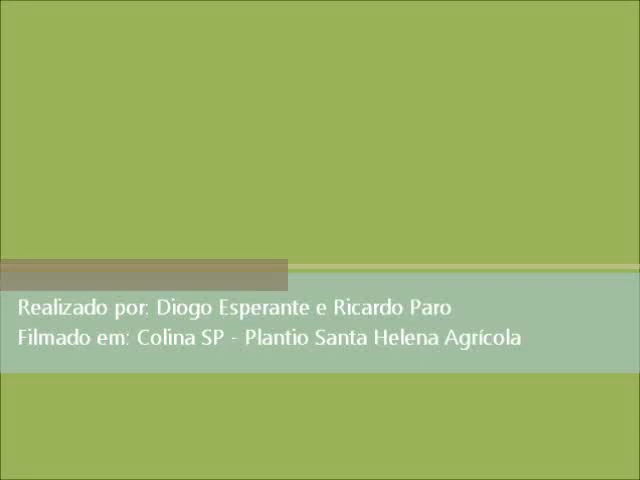 Realizado por: Diogo Esperante e Ricardo Paro
Filmado em: Colina SP - Plantio Santa Helena Agrícola